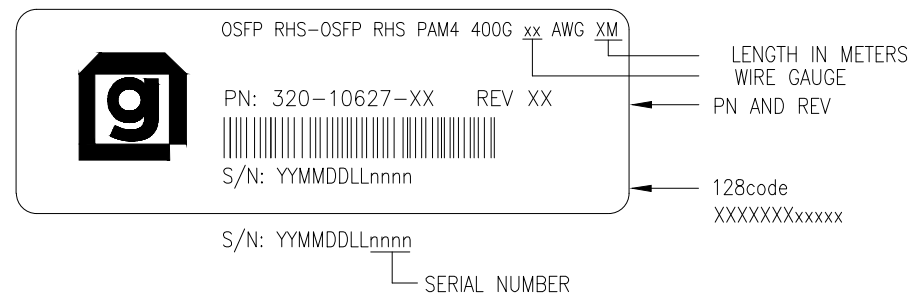 OSFP RHS-OSFP RHS PAM4 400G xx AWG XM
LENGTH IN METERS
WIRE GAUGE
g
PN: 320-10627-XX REV XX
PN AND REV
S/N: YYMMDDLLnnnn
128code
XXXXXXXxxxxx
S/N: YYMMDDLLnnnn
SERIAL NUMBER